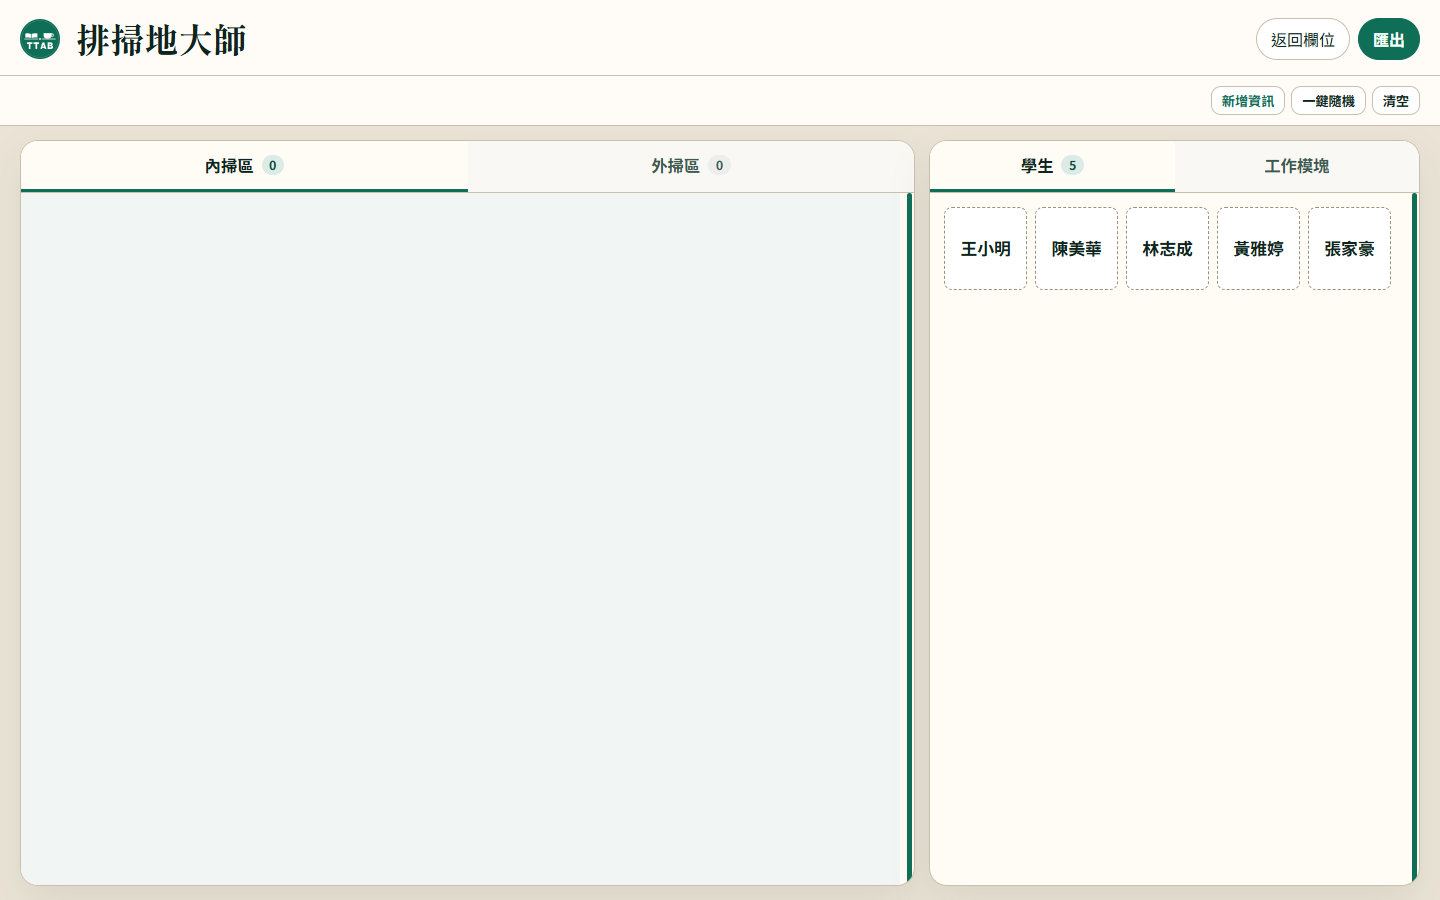 TTAB
排掃地大師
返回欄位
匯出
新增資訊
一鍵隨機
清空
內掃區 0
外掃區 0
學生 5
工作模塊
王小明
陳美華
林志成
黃雅婷
張家豪